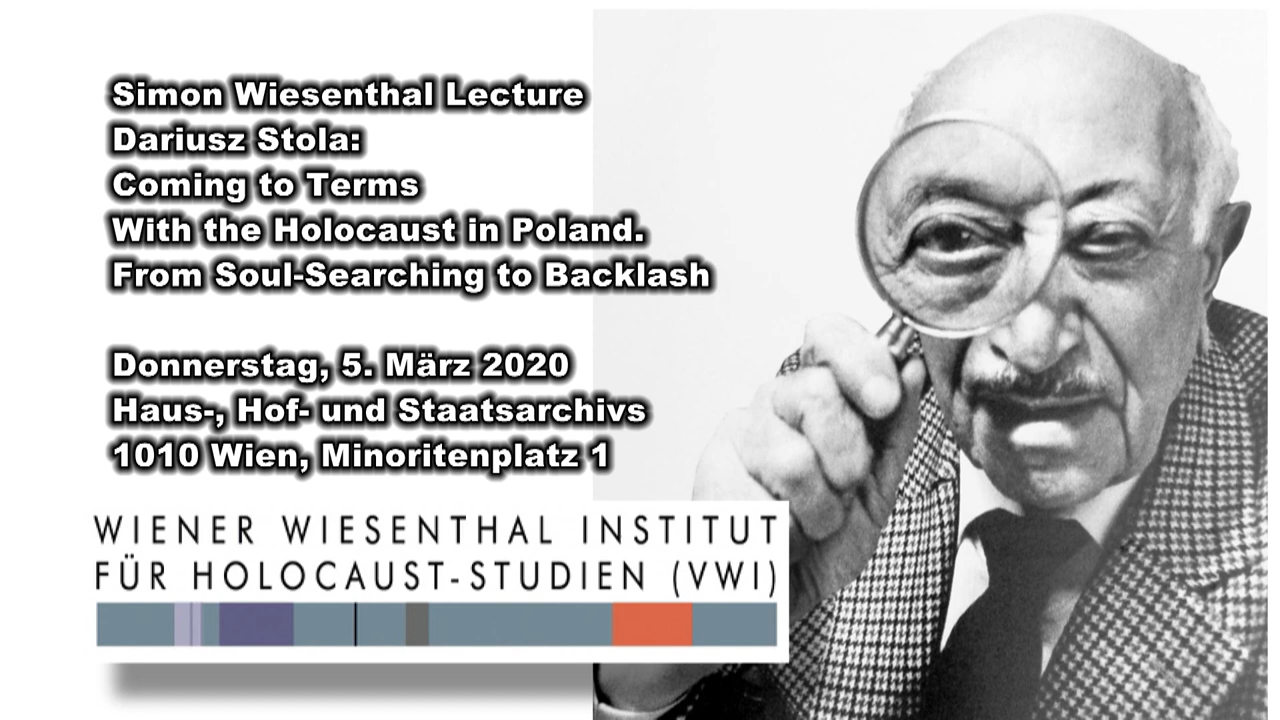 Simon Wiesenthal Lecture
Dariusz Stola:
Coming to Terms
With the Holocaust in Poland.
From Soul-Searching to Backlash
Donnerstag, 5. März 2020
Haus-, Hof- und Staatsarchivs
1010 Wien, Minoritenplatz 1
WIENER WIESENTHAL INSTITUT
FÜR HOLOCAUST-STUDIEN (VWI)